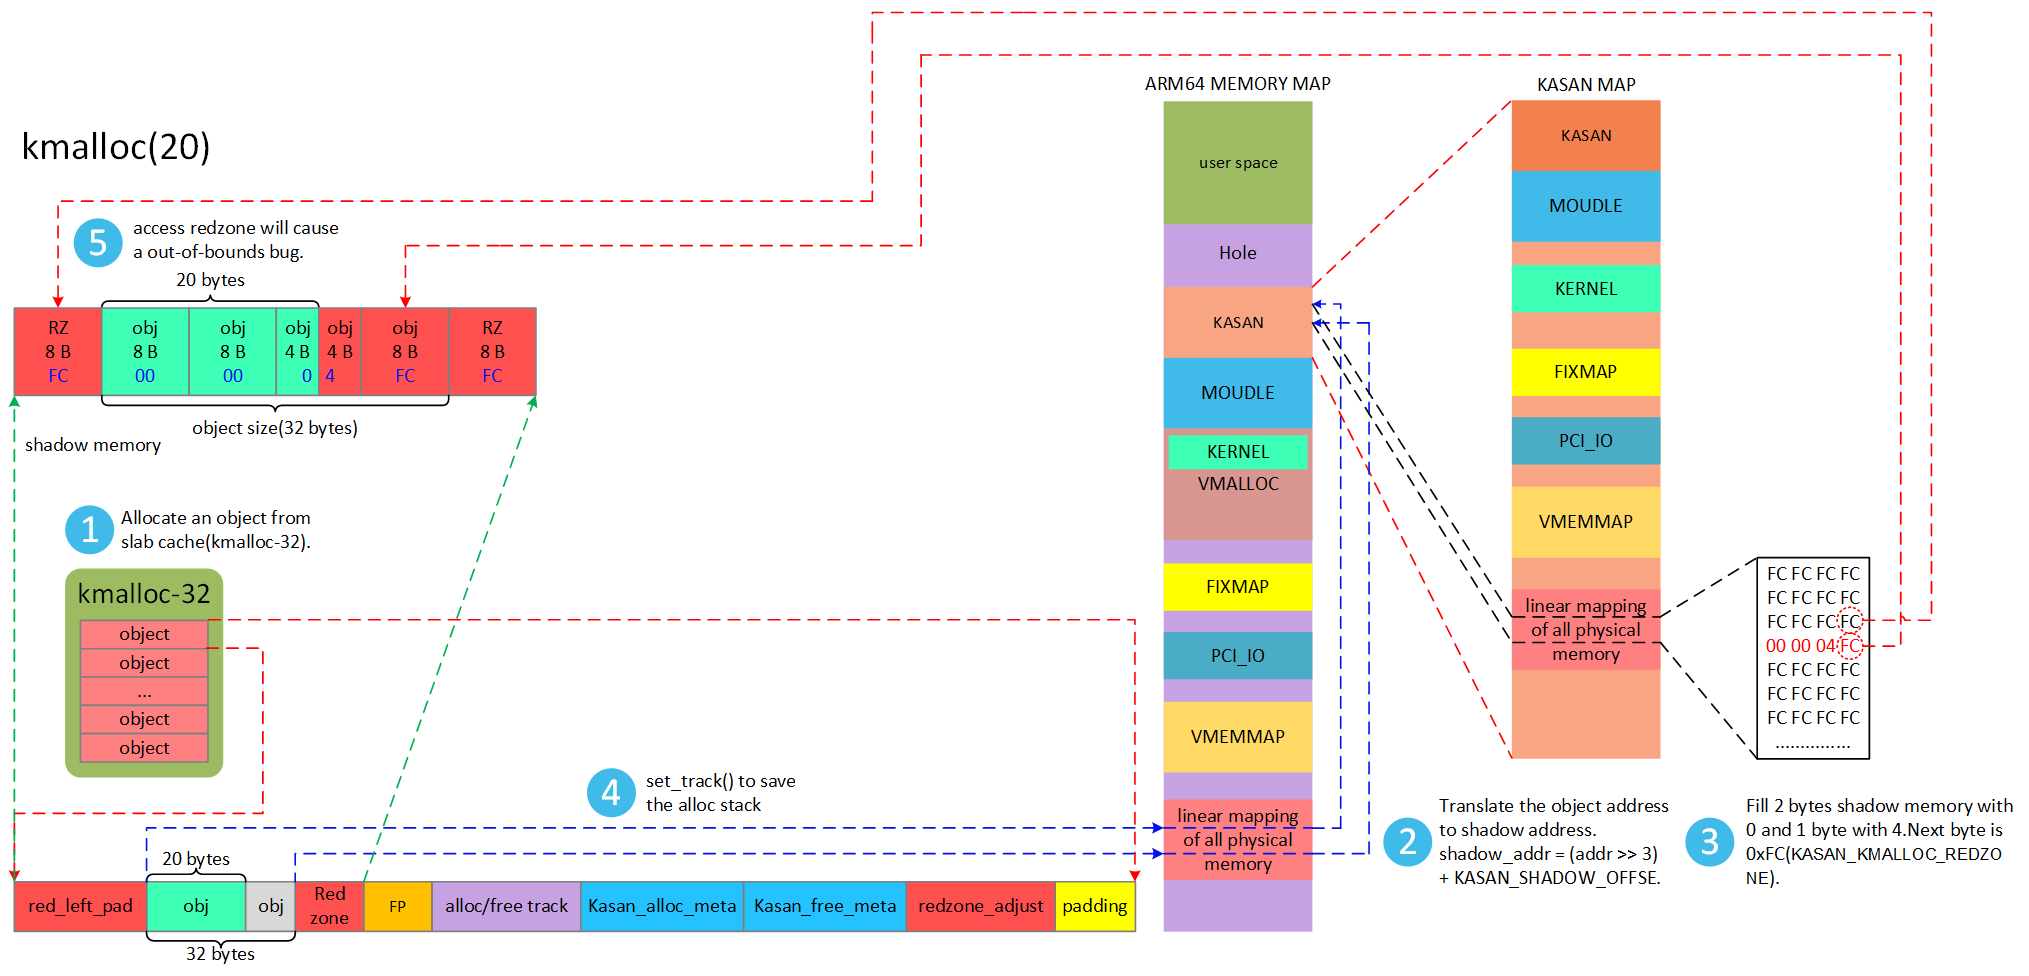 kmalloc(20)
5
access redzone will cause
a out-of-bounds bug.
20 bytes
RZ
8 B
FC
obj
8 B
00
obj
8 B
00
obj
4 B
0
obj
4 B
4
obj
8 B
FC
RZ
8 B
FC
object size(32 bytes)
shadow memory
1
Allocate an object from
slab cache(kmalloc-32).
kmalloc-32
object
object
...
object
object
4
set_track() to save
the alloc stack
20 bytes
red_left_pad
obj
obj
Red
zone
FP
alloc/free track
Kasan_alloc_meta
Kasan_free_meta
redzone_adjust
padding
32 bytes
ARM64 MEMORY MAP
user space
Hole
KASAN
MOUDLE
KERNEL
VMALLOC
FIXMAP
PCI_IO
VMEMMAP
linear mapping
of all physical
memory
KASAN MAP
KASAN
MOUDLE
KERNEL
FIXMAP
PCI_IO
VMEMMAP
linear mapping
of all physical
memory
FC FC FC FC
FC FC FC FC
FC FC FC FC
00 00 04 FC
FC FC FC FC
FC FC FC FC
FC FC FC FC
..............
2
Translate the object address
to shadow address.
shadow_addr = (addr >> 3)
+ KASAN_SHADOW_OFFSE.
3
Fill 2 bytes shadow memory with
0 and 1 byte with 4.Next byte is
0xFC(KASAN_KMALLOC_REDZO
NE).